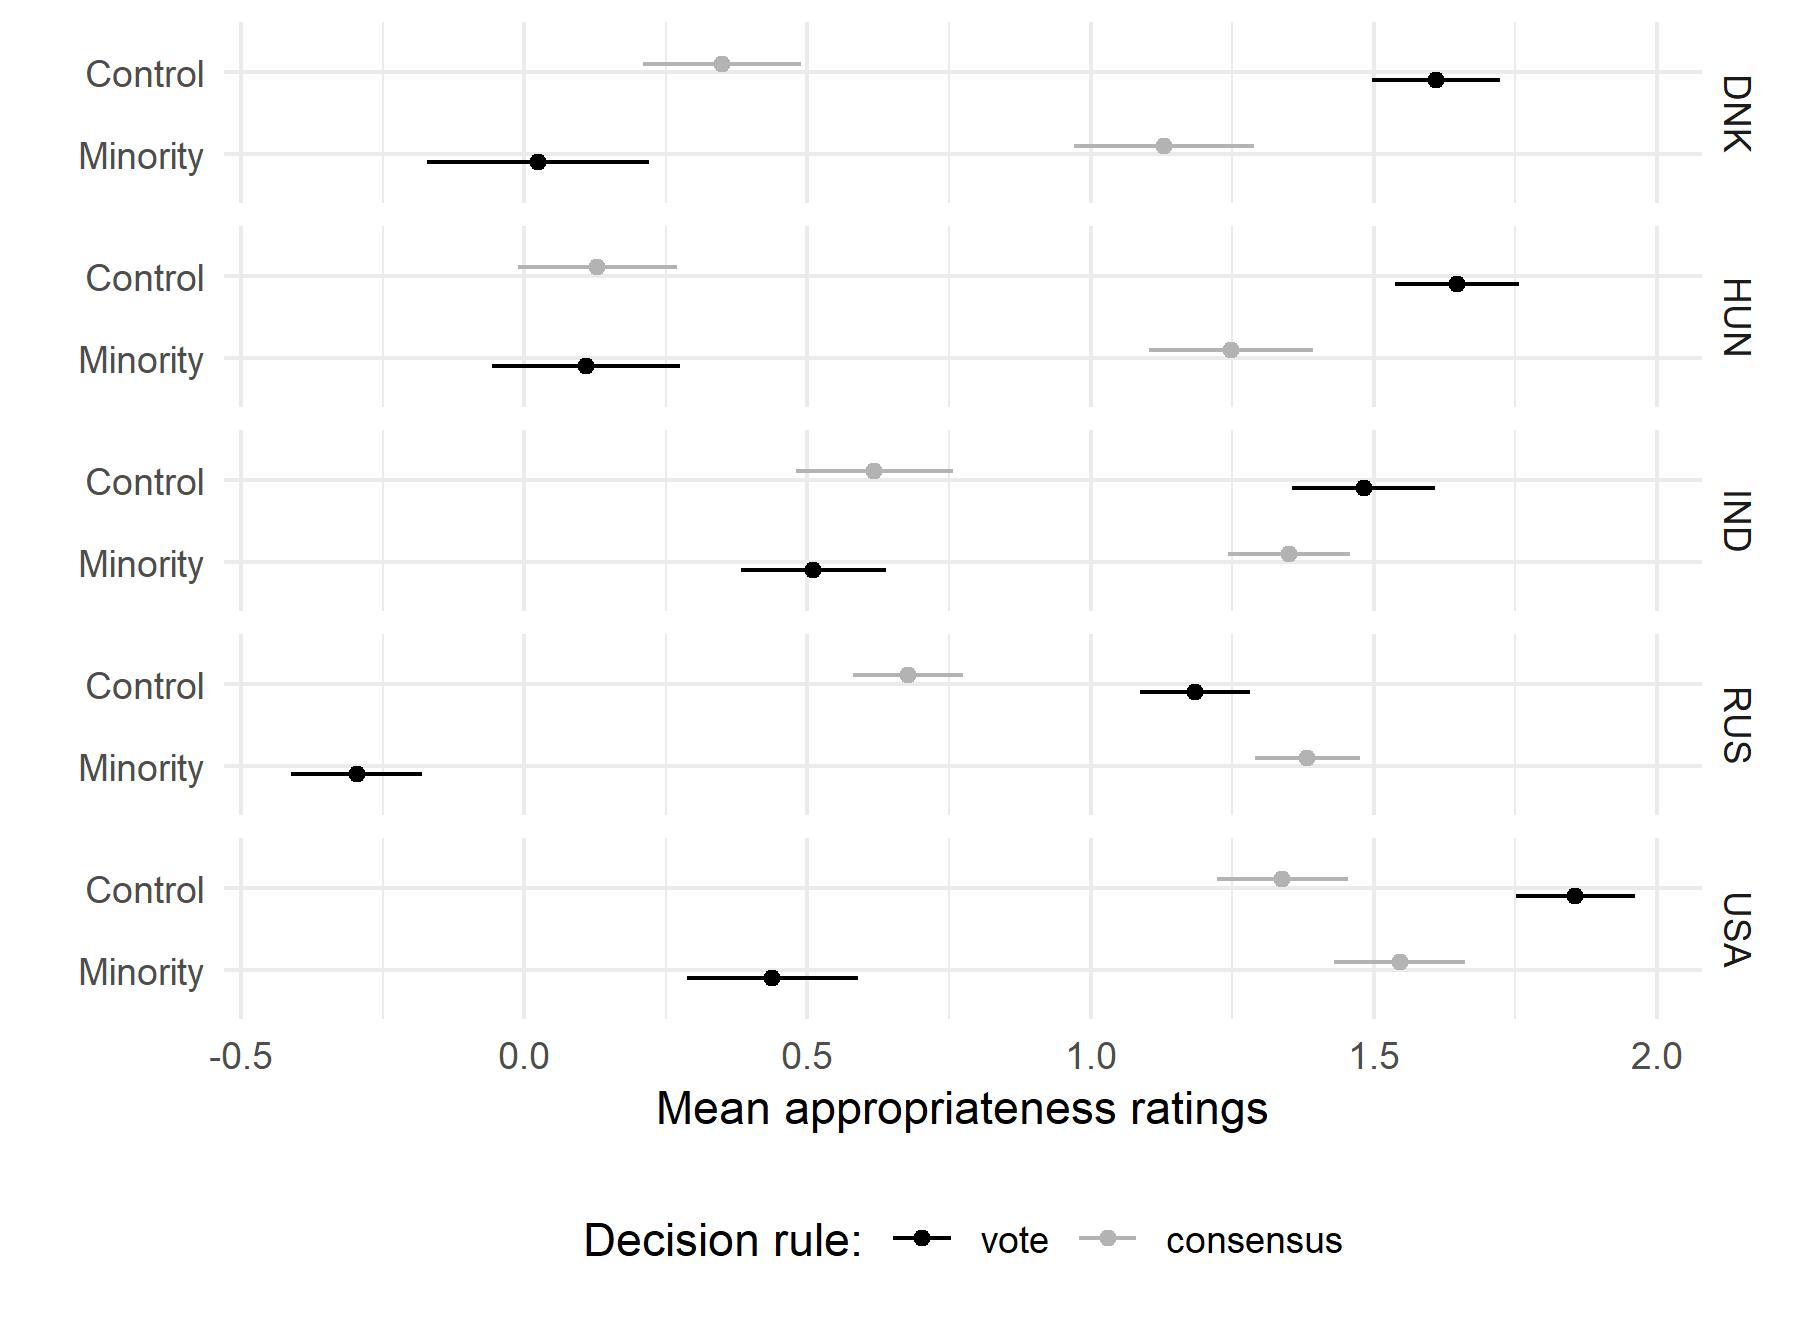 Control
Minority
DNK
Control
Minority
HUN
Control
Minority
IND
Control
Minority
RUS
Control
Minority
USA
-0.5 0.0 0.5 1.0 1.5 2.0
Mean appropriateness ratings
Decision rule: vote consensus